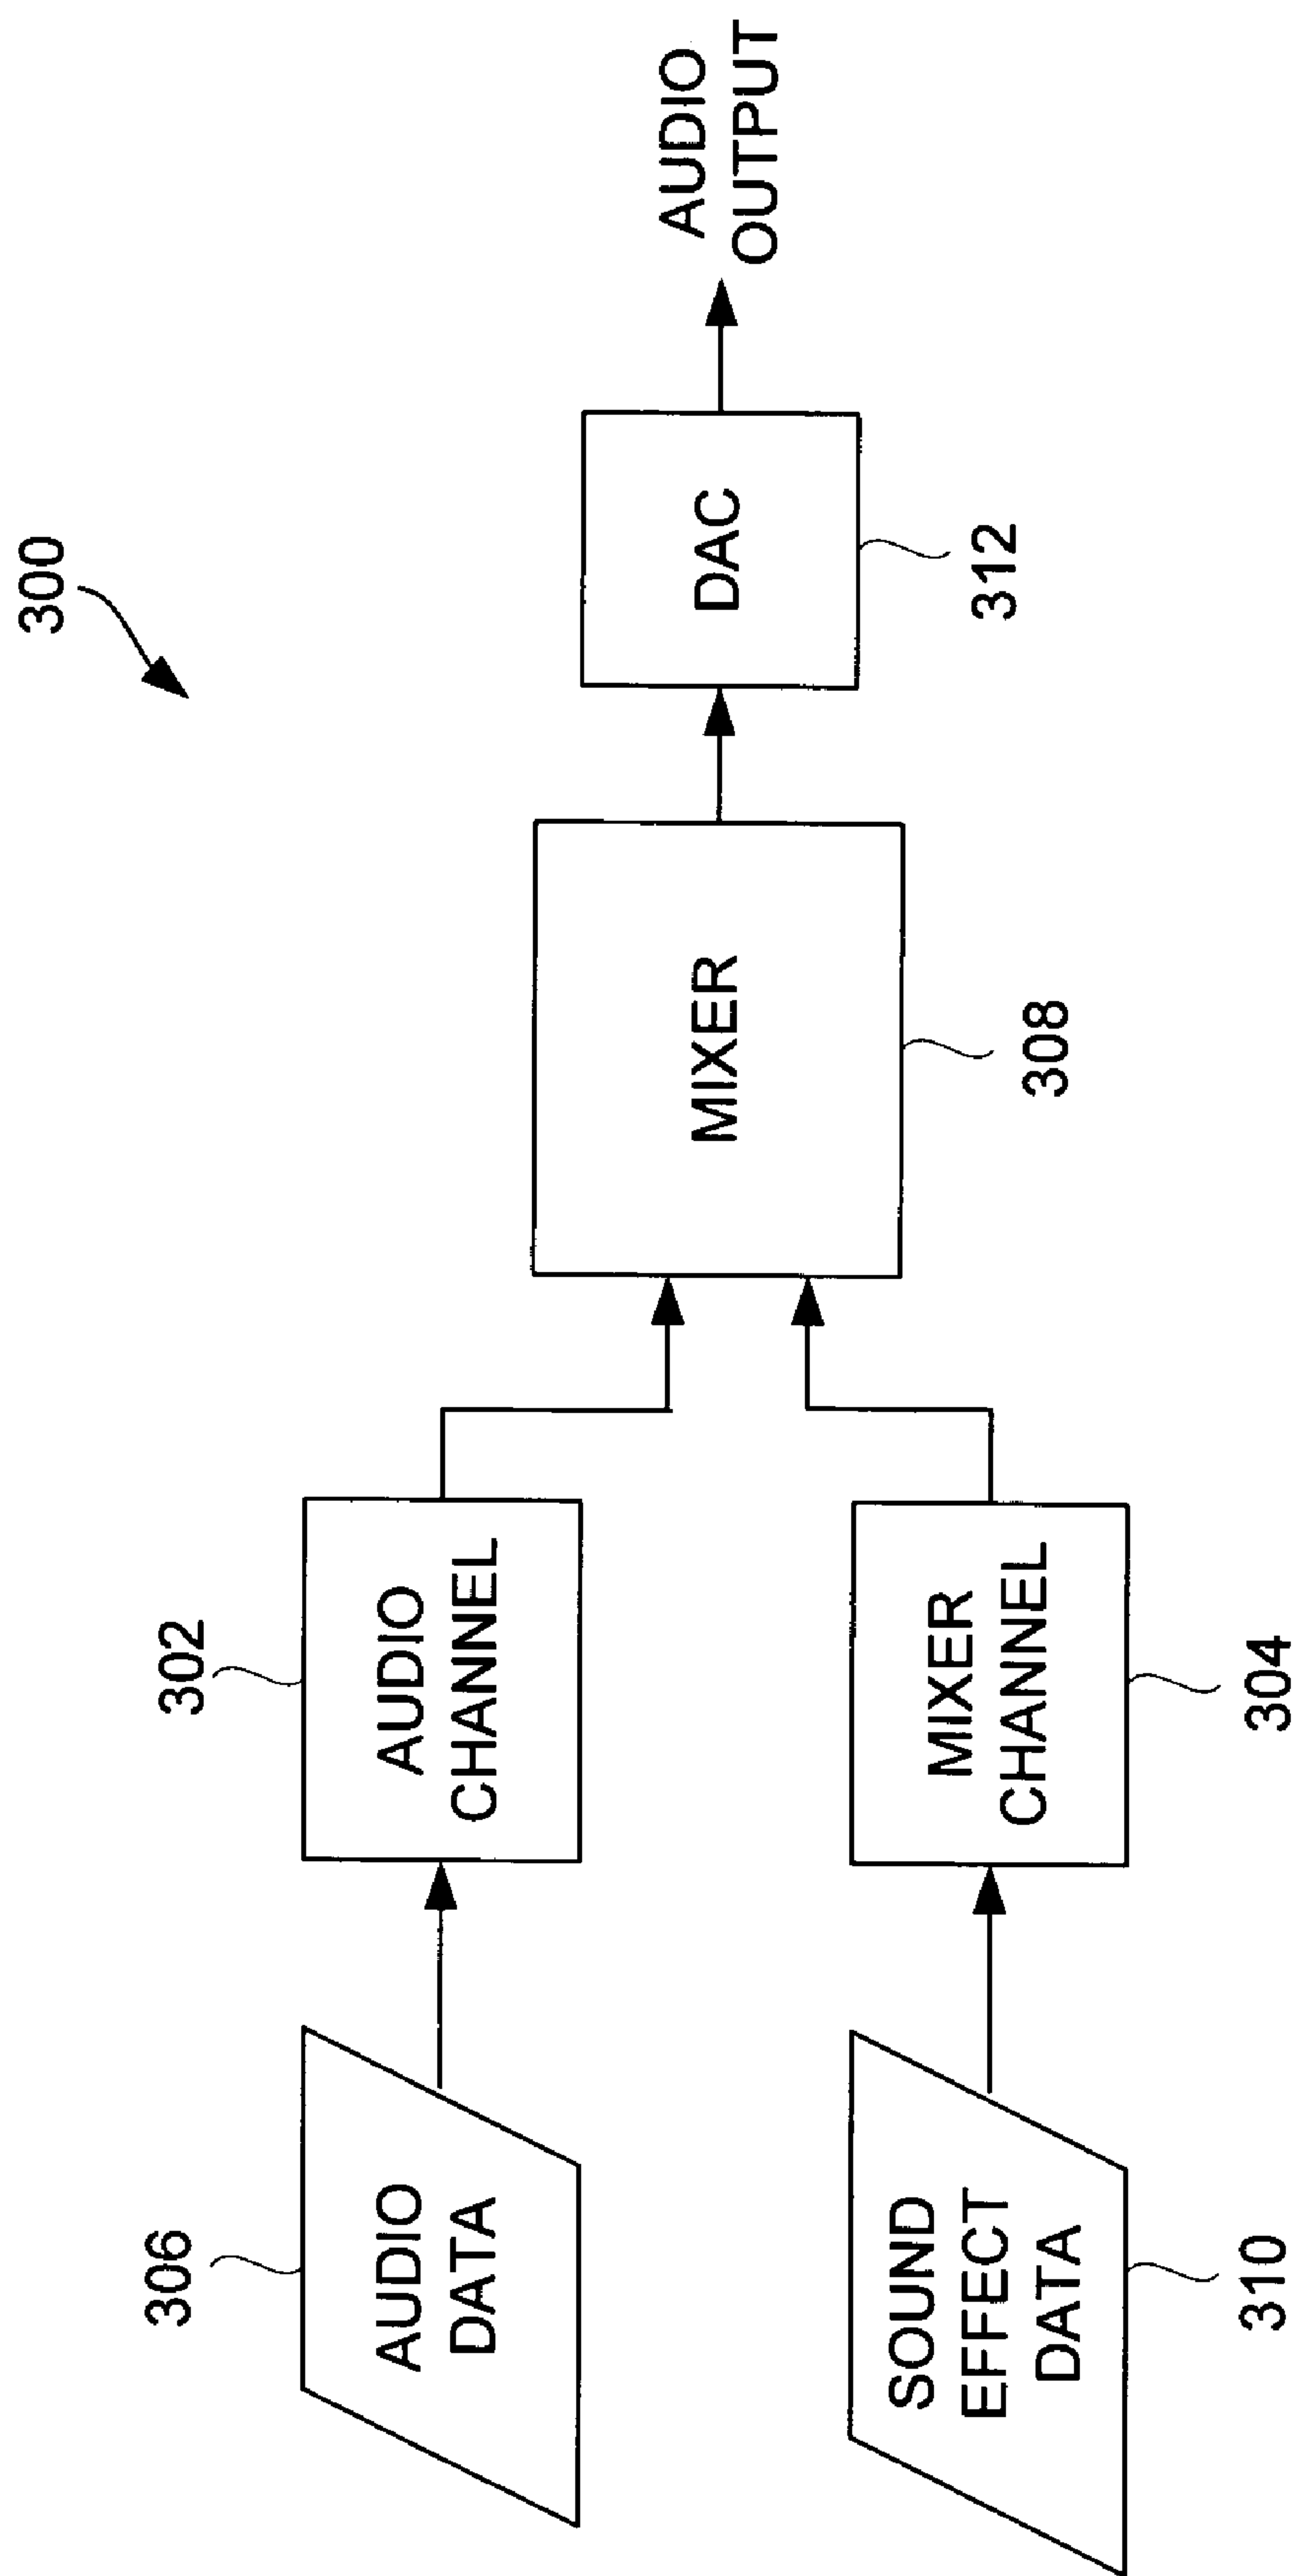 300
306
AUDIO
DATA
302
AUDIO
CHANNEL
SOUND
EFFECT
DATA
310
MIXER
CHANNEL
304
MIXER
308
DAC
312
AUDIO
OUTPUT